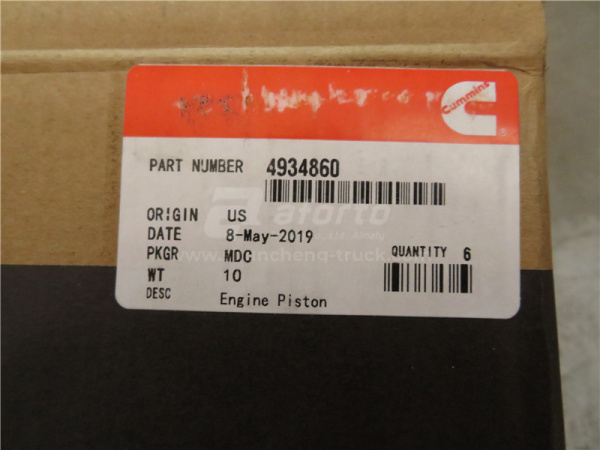 Cummins
PART NUMBER 4934860
ORIGIN US
DATE 8-May-2019
PKGR MDC
QUANTITY 6
WT 10
DESC Engine Piston
aforto